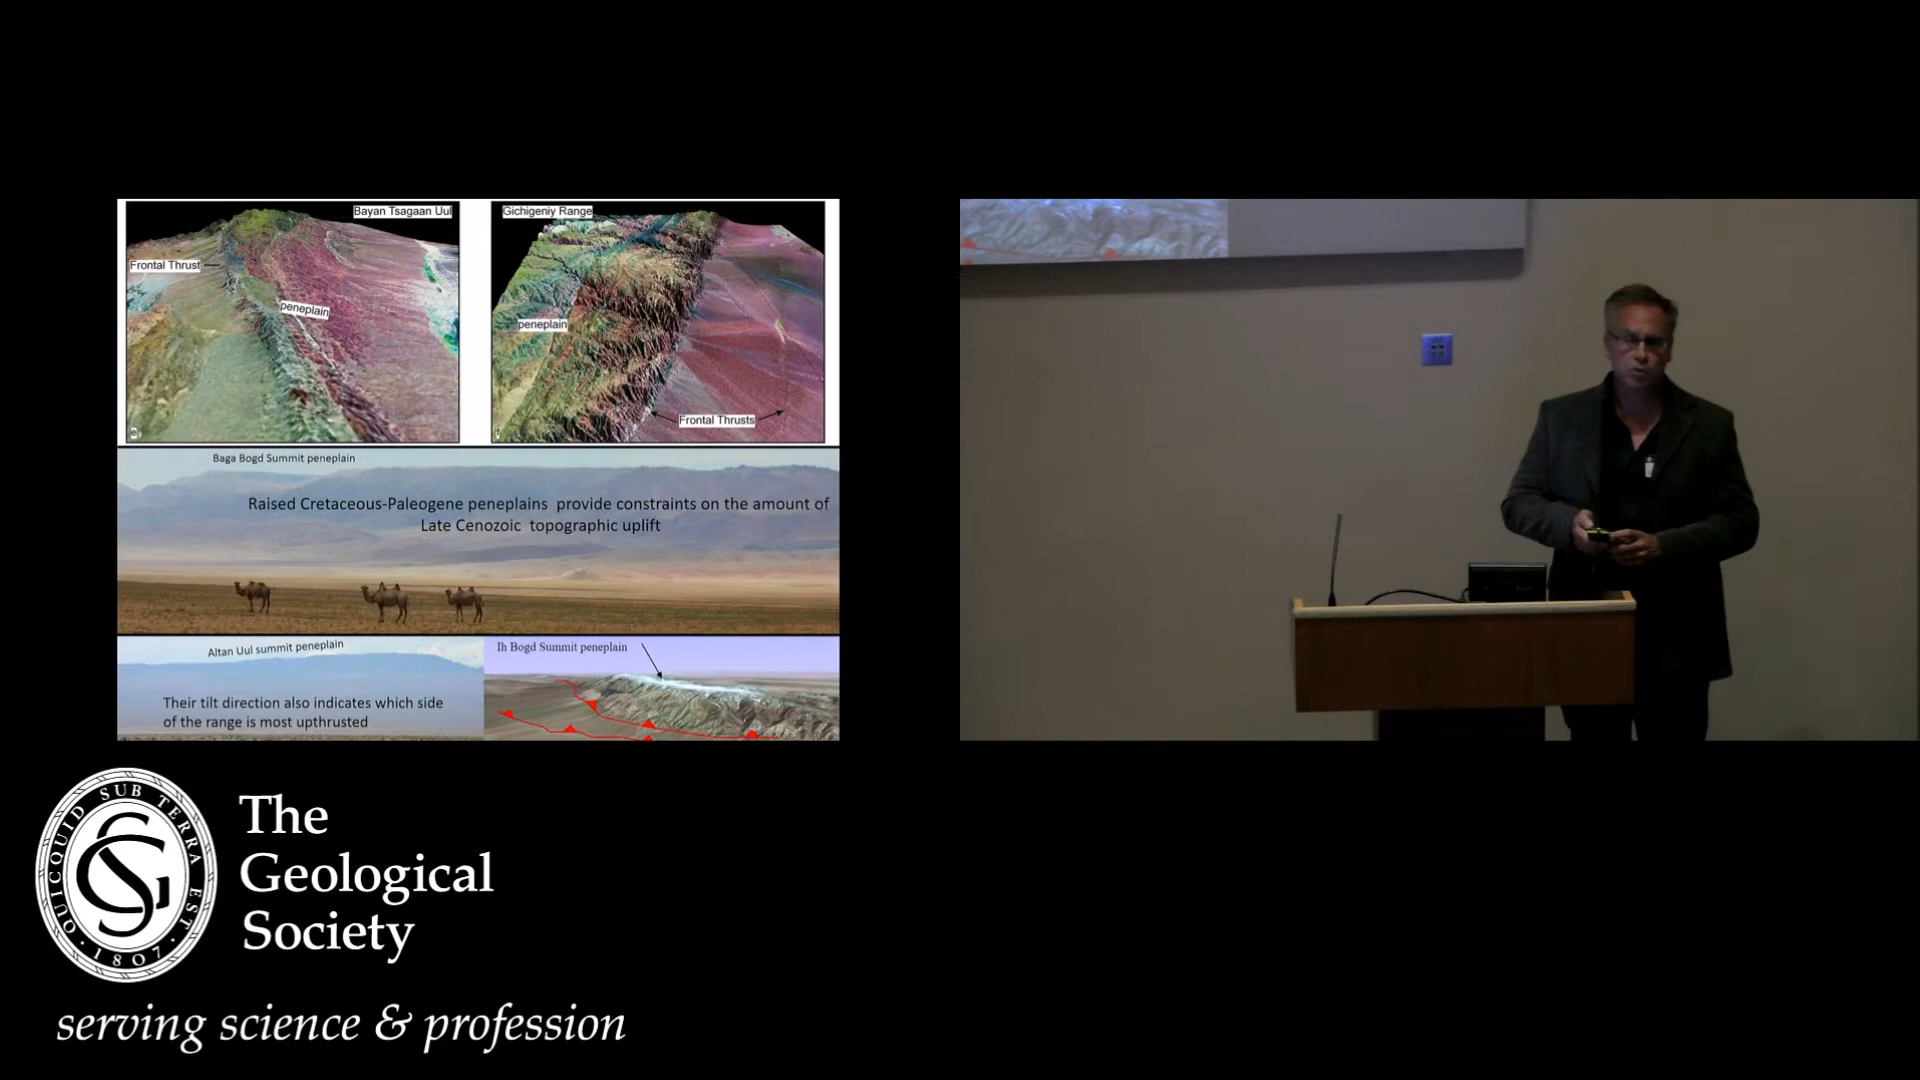 Bayan Tsagaan Uul
Frontal Thrust
peneplain
Gichigeniy Range
peneplain
Frontal Thrusts
Baga Bogd Summit peneplain
Raised Cretaceous-Paleogene peneplains provide constraints on the amount of
Late Cenozoic topographic uplift
Altan Uul summit peneplain
Their tilt direction also indicates which side
of the range is most upthrusted
Ih Bogd Summit peneplain
QUICQUID SUB TERRA EST
1807
The
Geological
Society
serving science & profession